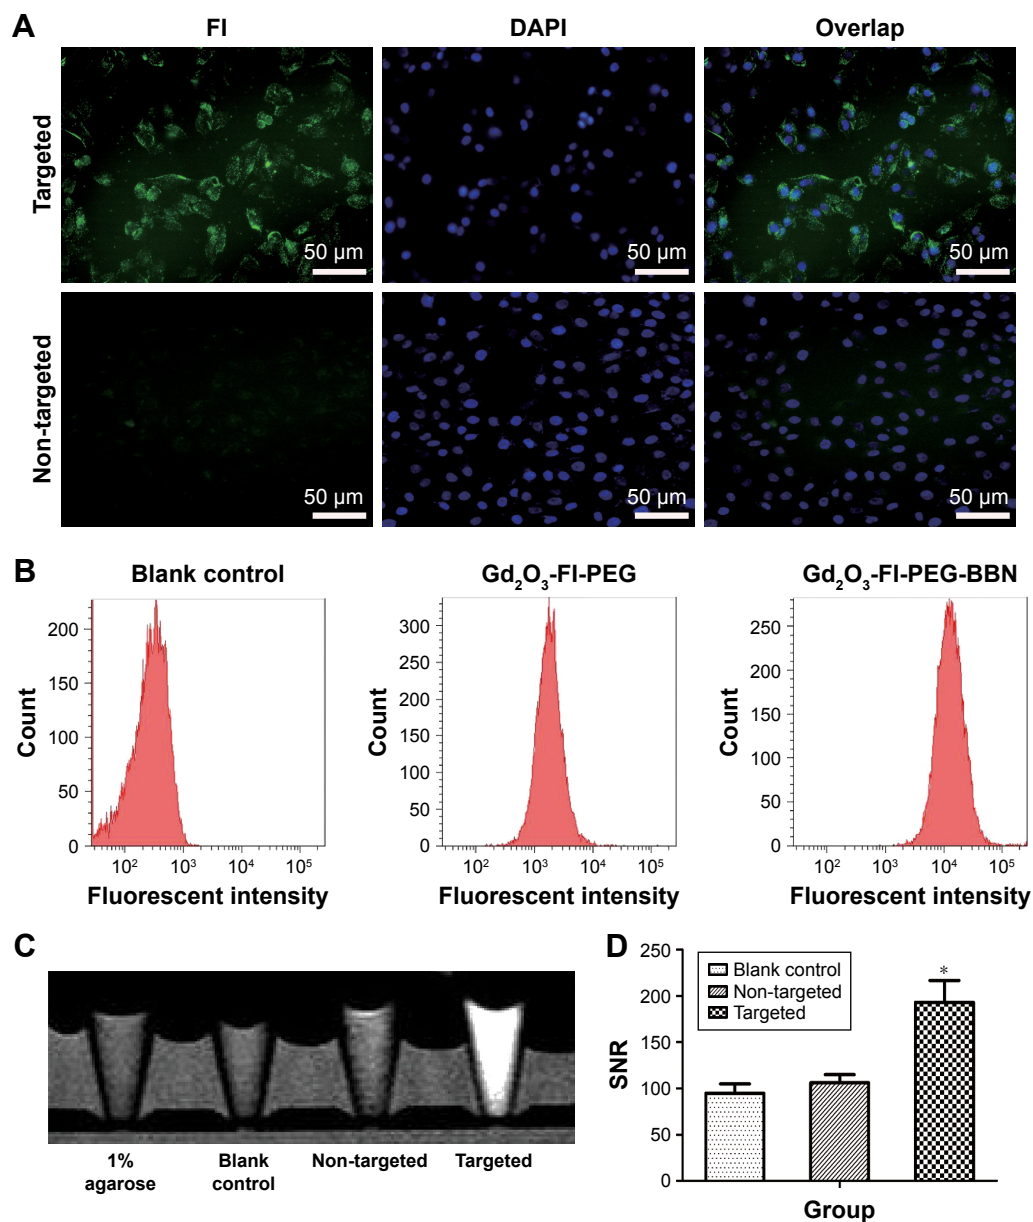 A
FI DAPI Overlap
Targeted
50 µm 50 µm 50 µm
Non-targeted
50 µm 50 µm 50 µm
B
Blank control Gd₂O₃-FI-PEG Gd₂O₃-FI-PEG-BBN
Count
200
150
100
50
0
10² 10³ 10⁴ 10⁵
Fluorescent intensity
Count
300
250
200
150
100
50
0
10² 10³ 10⁴ 10⁵
Fluorescent intensity
Count
250
200
150
100
50
0
10² 10³ 10⁴ 10⁵
Fluorescent intensity
C
1%
agarose
Blank
control
Non-targeted
Targeted
D
SNR
250
200
150
100
50
0
Blank control
Non-targeted
Targeted
*
Group